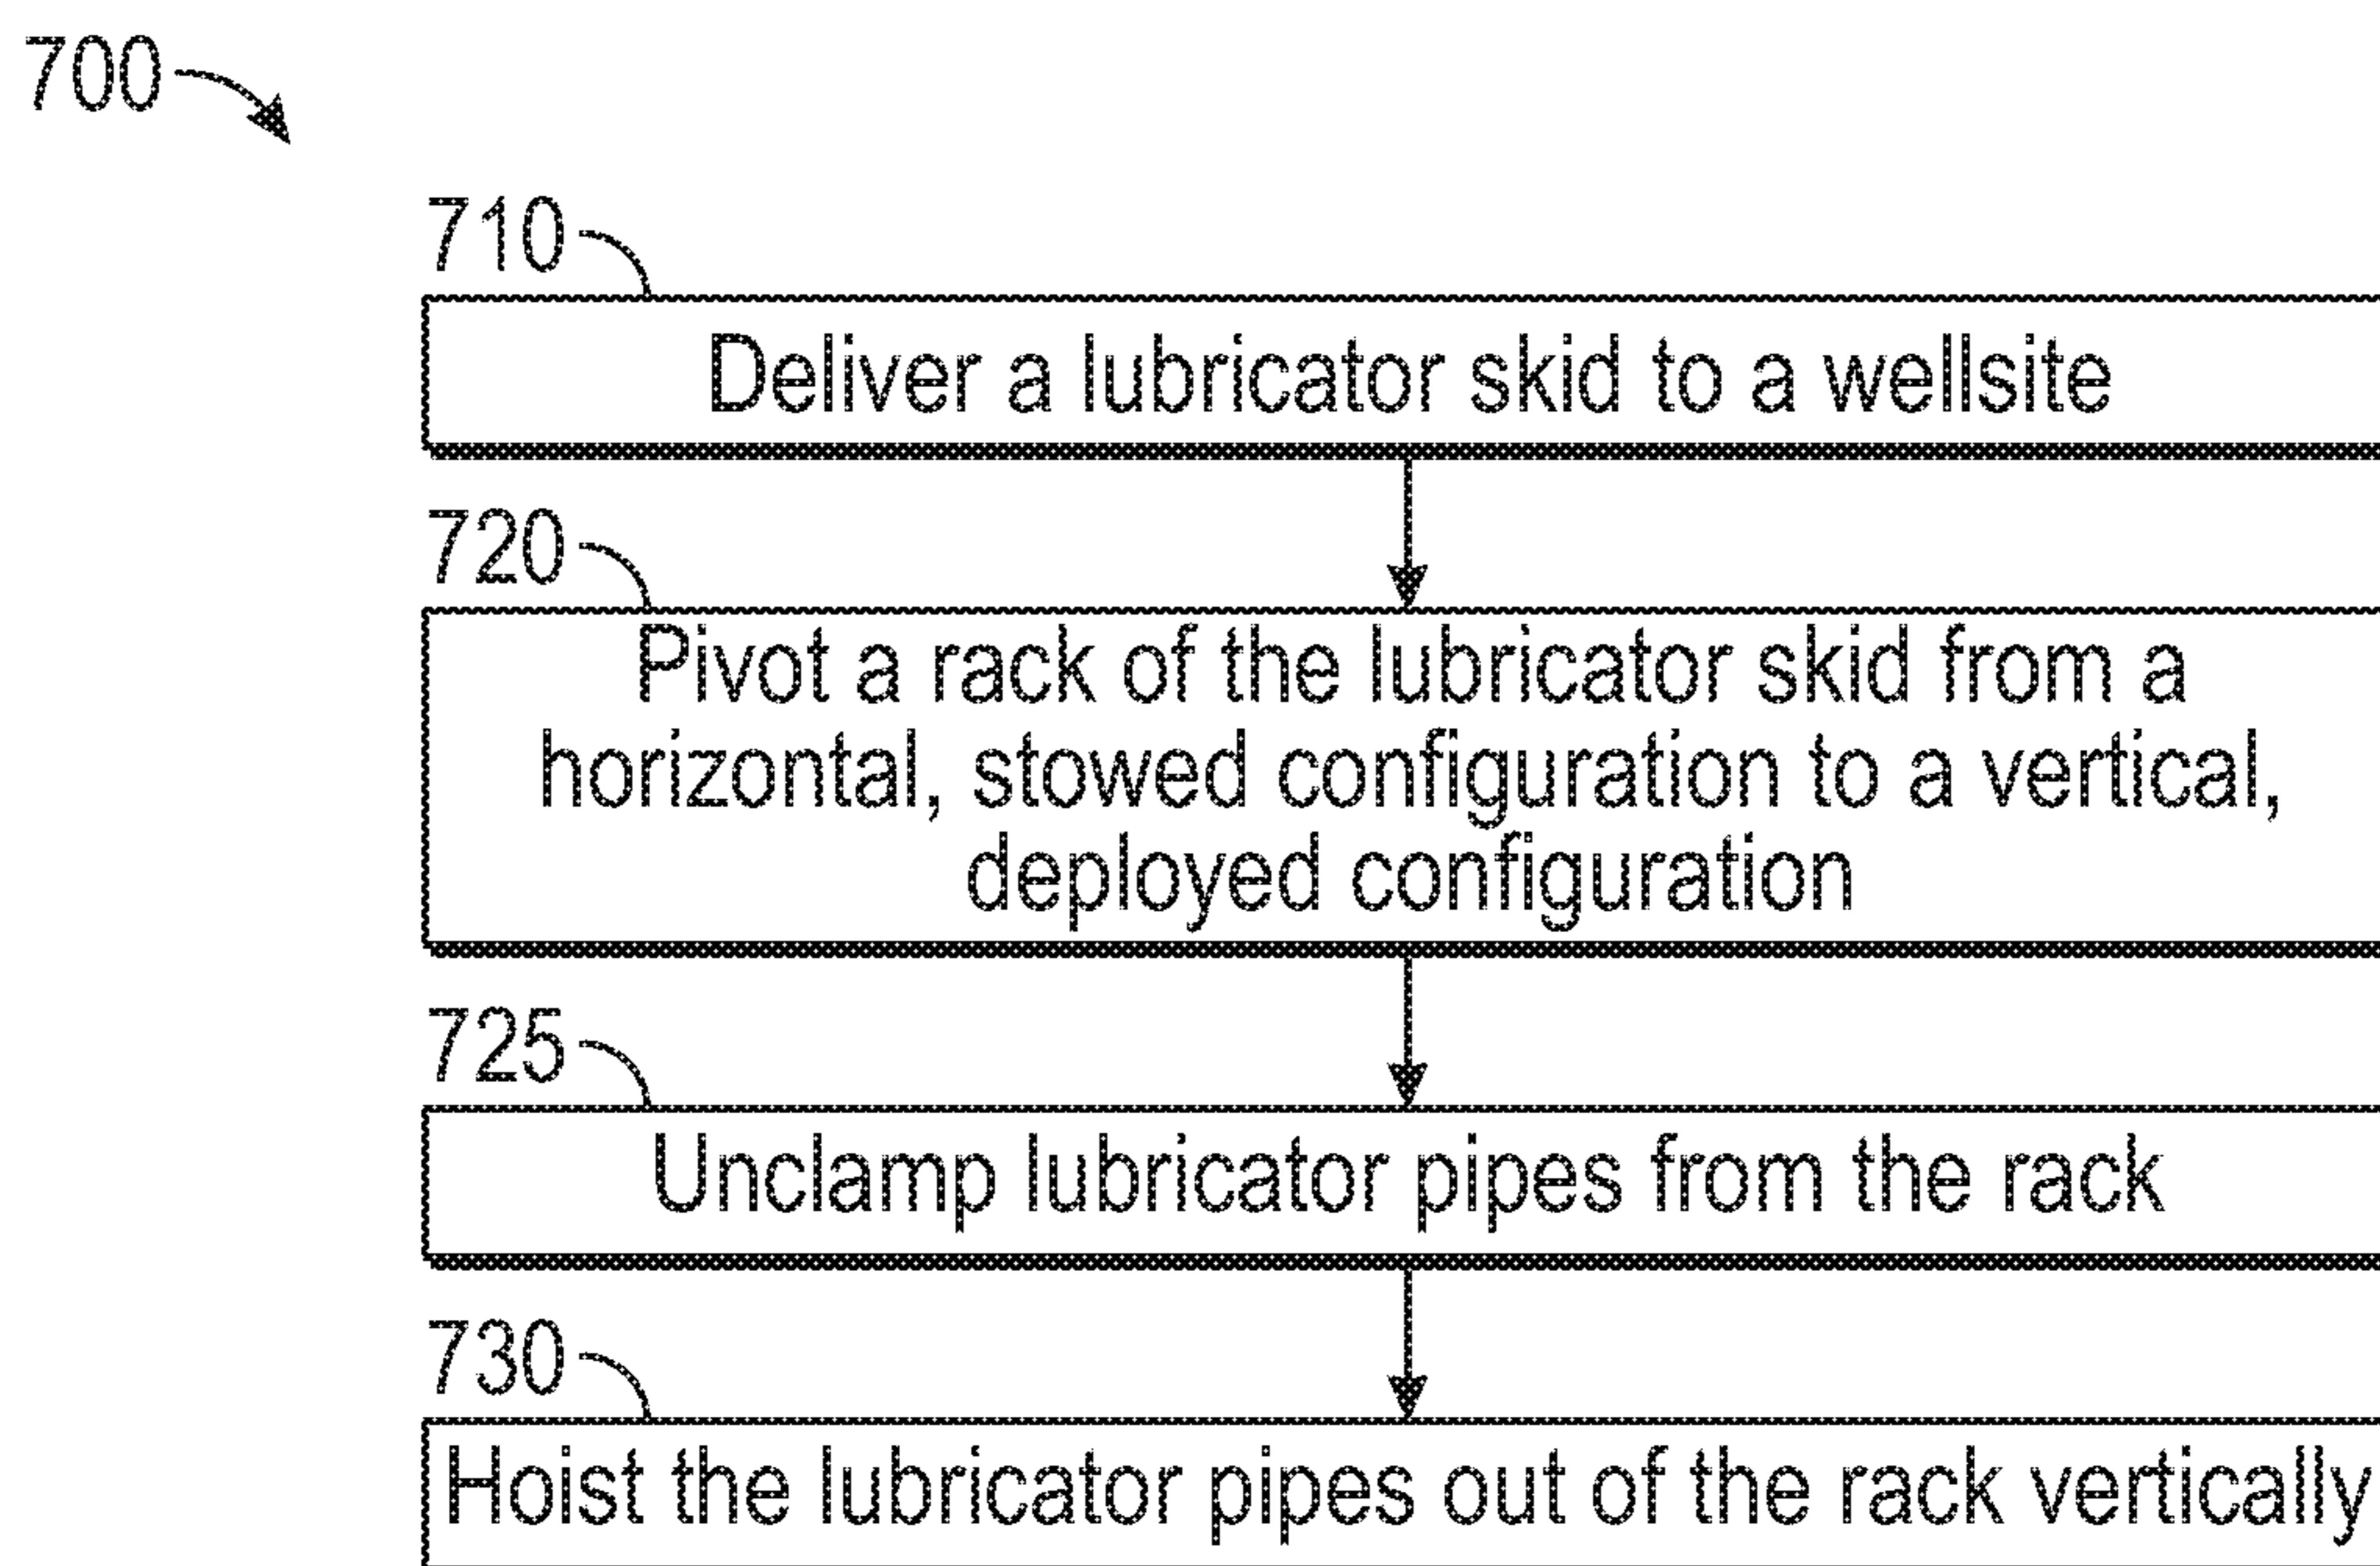 700
710
Deliver a lubricator skid to a wellsite
720
Pivot a rack of the lubricator skid from a
horizontal, stowed configuration to a vertical,
deployed configuration
725
Unclamp lubricator pipes from the rack
730
Hoist the lubricator pipes out of the rack vertically